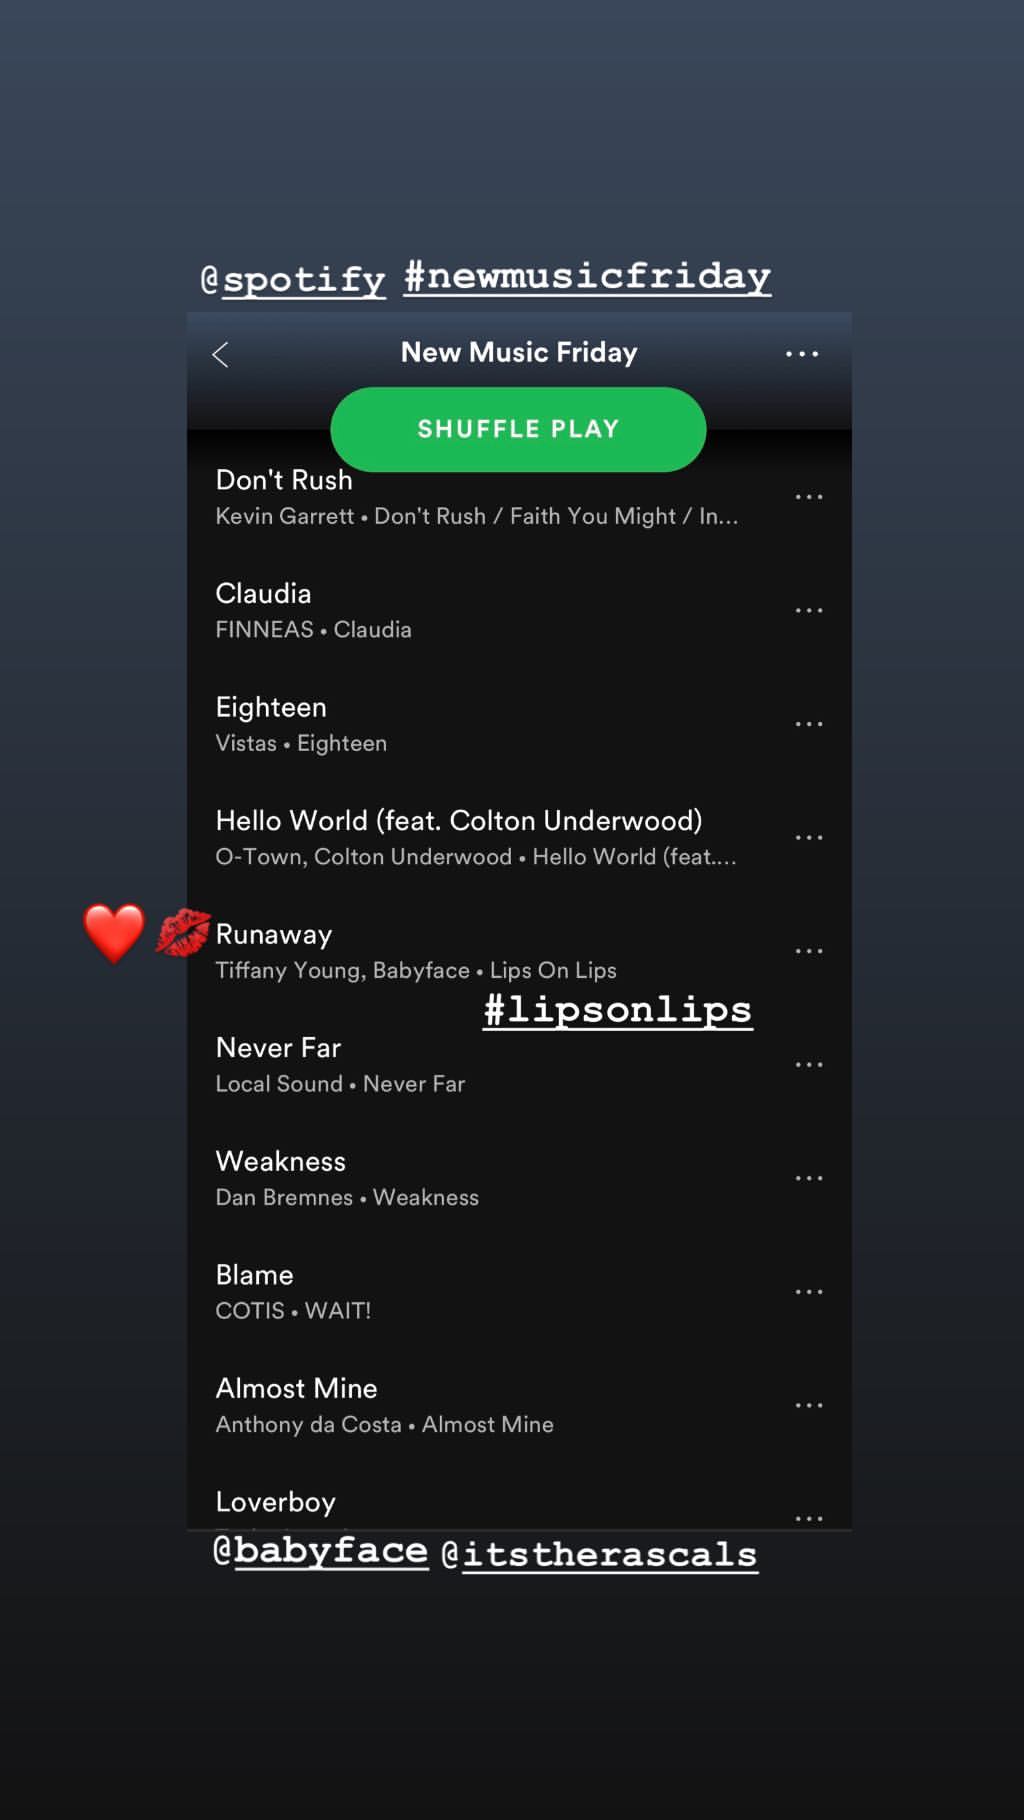 @spotify #newmusicfriday
New Music Friday
SHUFFLE PLAY
Don't Rush
Kevin Garrett • Don't Rush / Faith You Might / In...
Claudia
FINNEAS • Claudia
Eighteen
Vistas • Eighteen
Hello World (feat. Colton Underwood)
O-Town, Colton Underwood • Hello World (feat....
Runaway
Tiffany Young, Babyface • Lips On Lips
#lipsonlips
Never Far
Local Sound • Never Far
Weakness
Dan Bremnes • Weakness
Blame
COTIS • WAIT!
Almost Mine
Anthony da Costa • Almost Mine
Loverboy
@babyface @itstherascals